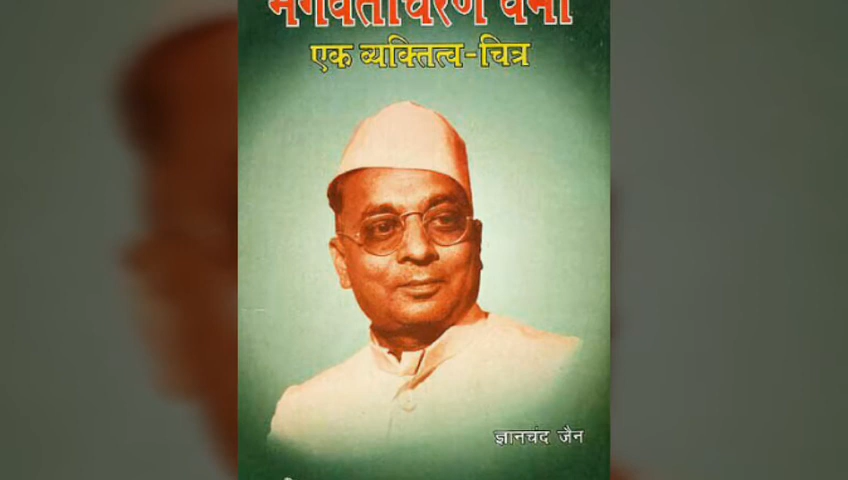 भगवतीचरण वर्मा
एक व्यक्तित्व-चित्र
ज्ञानचंद जैन